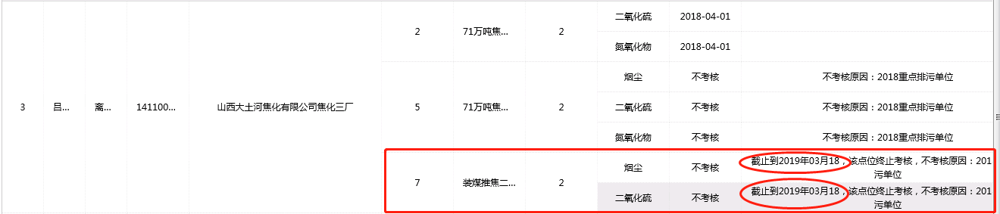 二氧化硫 2018-04-01
2 71万吨焦... 2
氮氧化物 2018-04-01
烟尘 不考核 不考核原因：2018重点排污单位
3 吕... 离... 141100... 山西大土河焦化有限公司焦化三厂 5 71万吨焦... 2 二氧化硫 不考核 不考核原因：2018重点排污单位
氮氧化物 不考核 不考核原因：2018重点排污单位
烟尘 不考核 截止到2019年03月18，该点位终止考核，不考核原因：201
污单位
7 装煤推焦二... 2
二氧化硫 不考核 截止到2019年03月18，该点位终止考核，不考核原因：201
污单位